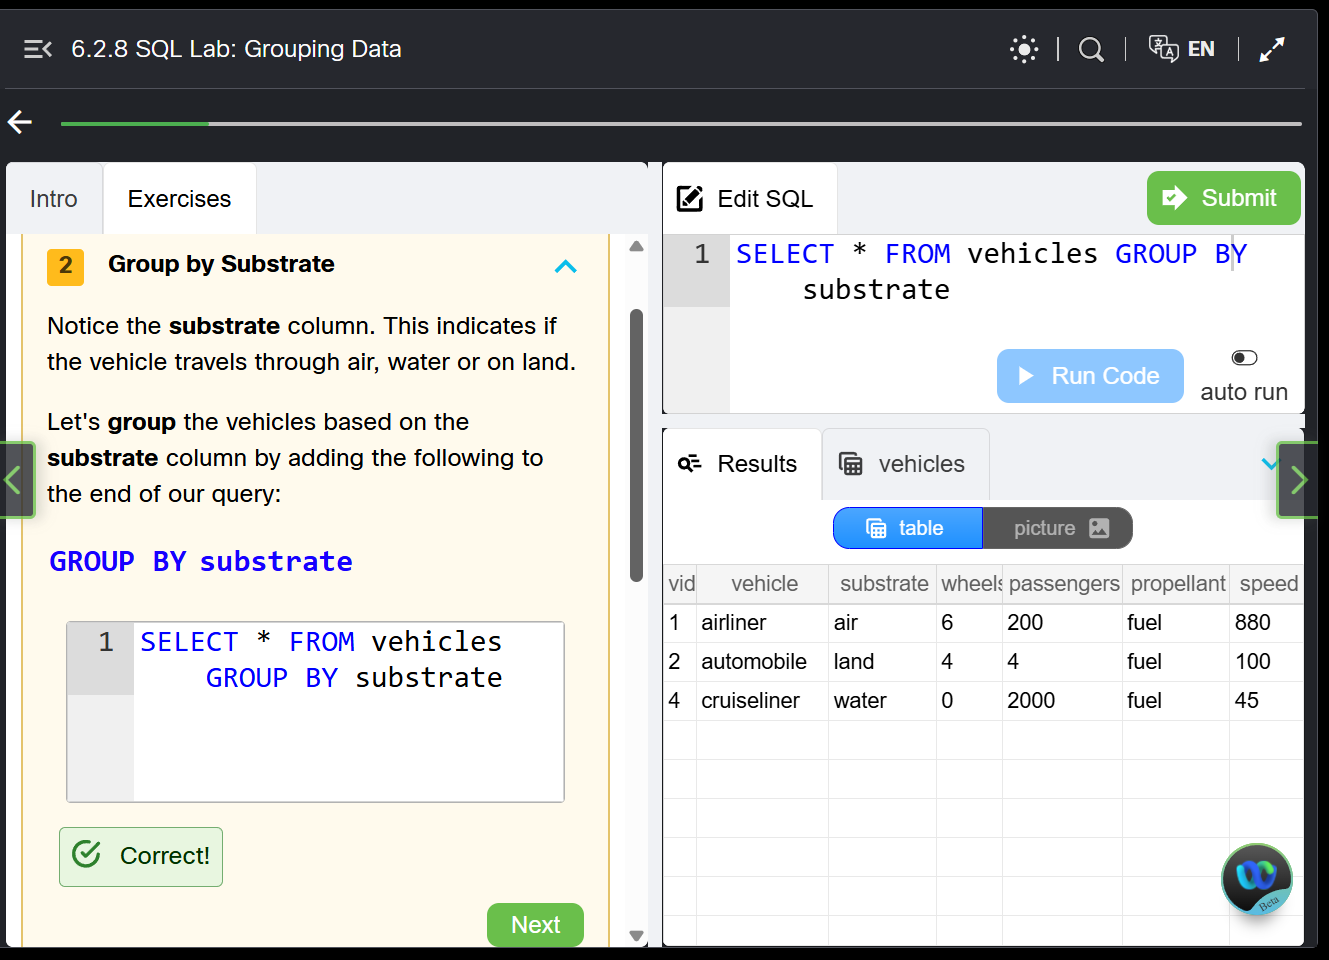 6.2.8 SQL Lab: Grouping Data
EN
Intro
Exercises
2 Group by Substrate
Notice the substrate column. This indicates if
the vehicle travels through air, water or on land.
Let's group the vehicles based on the
substrate column by adding the following to
the end of our query:
GROUP BY substrate
1 SELECT * FROM vehicles
GROUP BY substrate
Correct!
Next
Edit SQL
Submit
1 SELECT * FROM vehicles GROUP BY
substrate
Run Code
auto run
Results
vehicles
table
picture
vid vehicle substrate wheels passengers propellant speed
1 airliner air 6 200 fuel 880
2 automobile land 4 4 fuel 100
4 cruiseliner water 0 2000 fuel 45
Beta